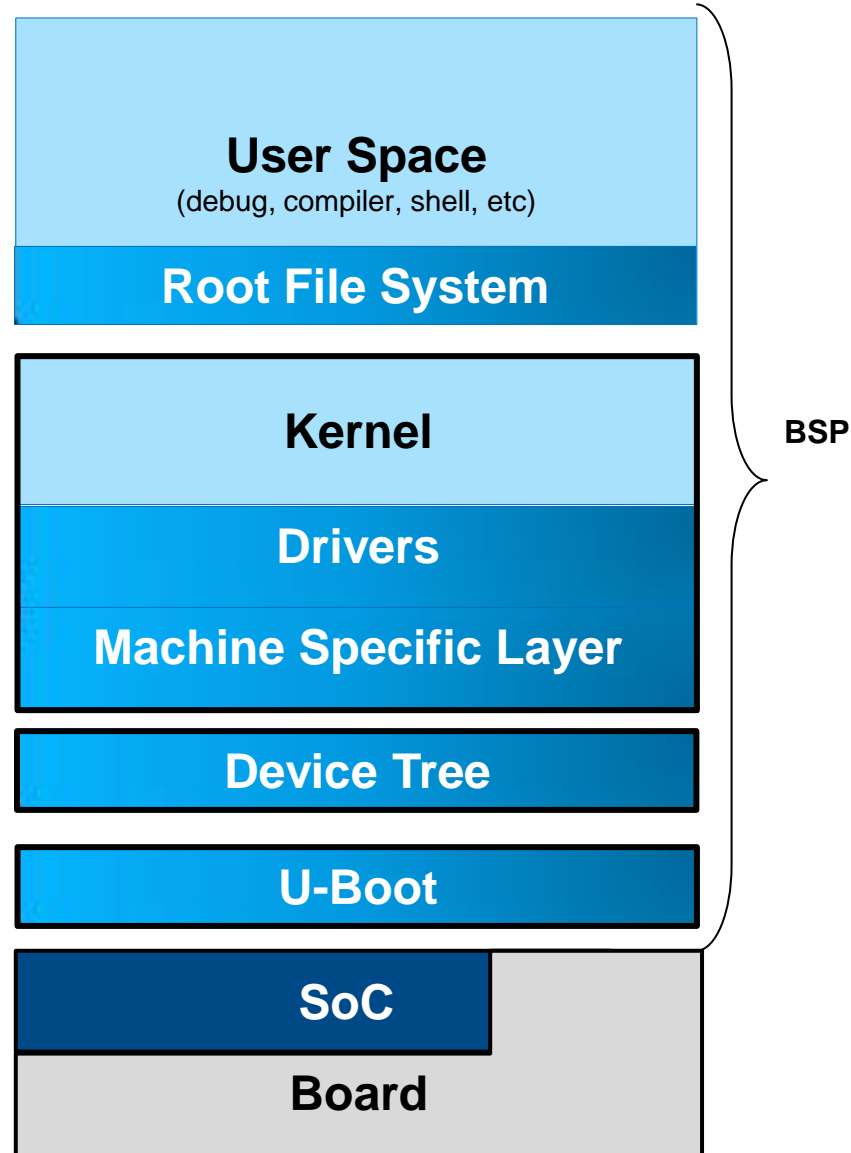 User Space
(debug, compiler, shell, etc)
Root File System
Kernel
BSP
Drivers
Machine Specific Layer
Device Tree
U-Boot
SoC
Board